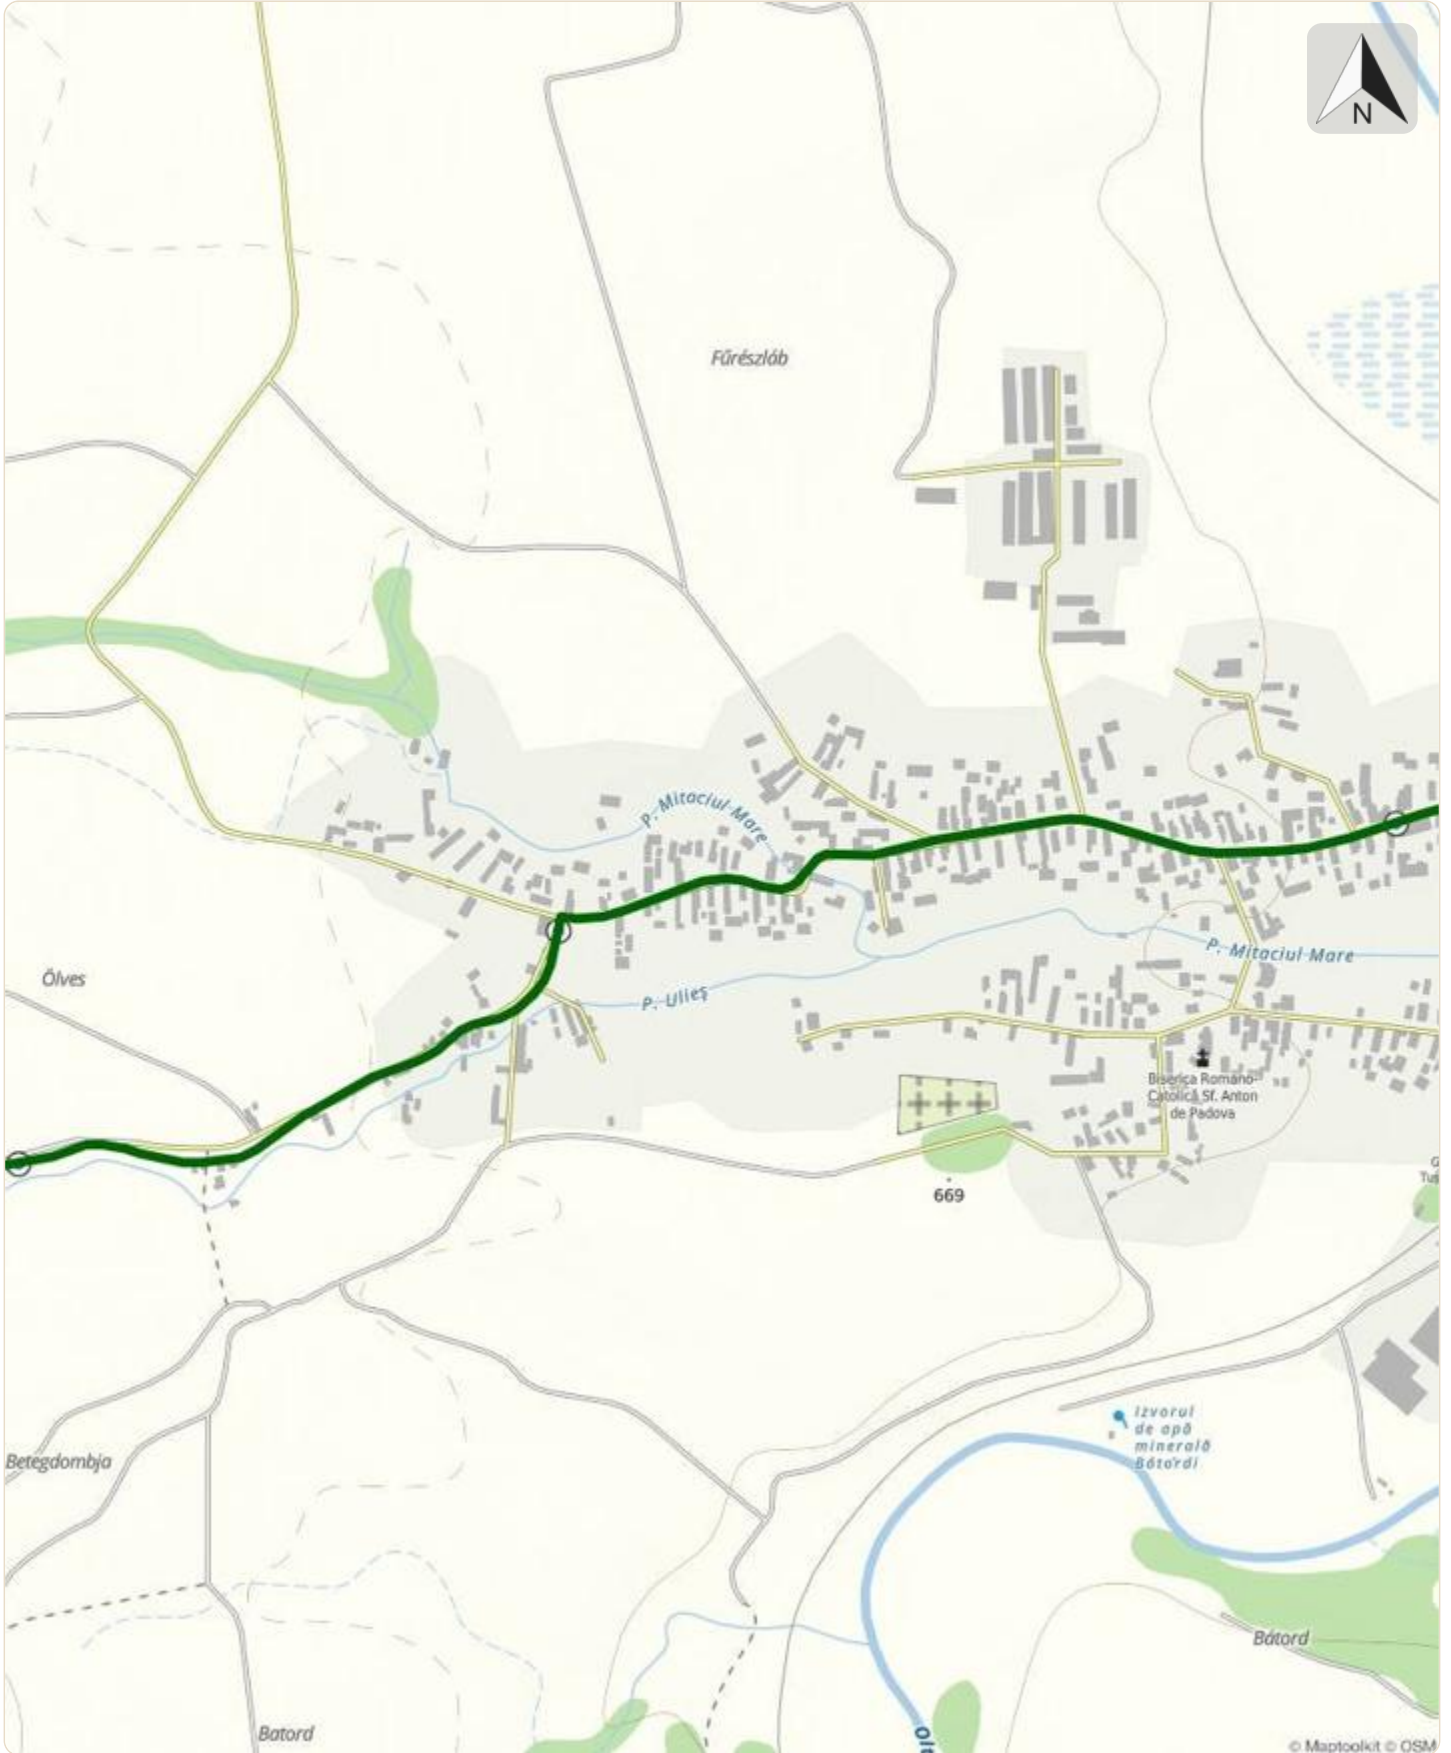 N
Fűrészláb
P. Mitaciul Mare
Ölves
P. Mitaciul Mare
P. Ulieș
Biserica Romano-
Catolică Sf. Anton
de Padova
669
Izvorul
de apă
minerală
Bátordi
Betegdombja
Bátord
Batord
© Maptoolkit © OSM